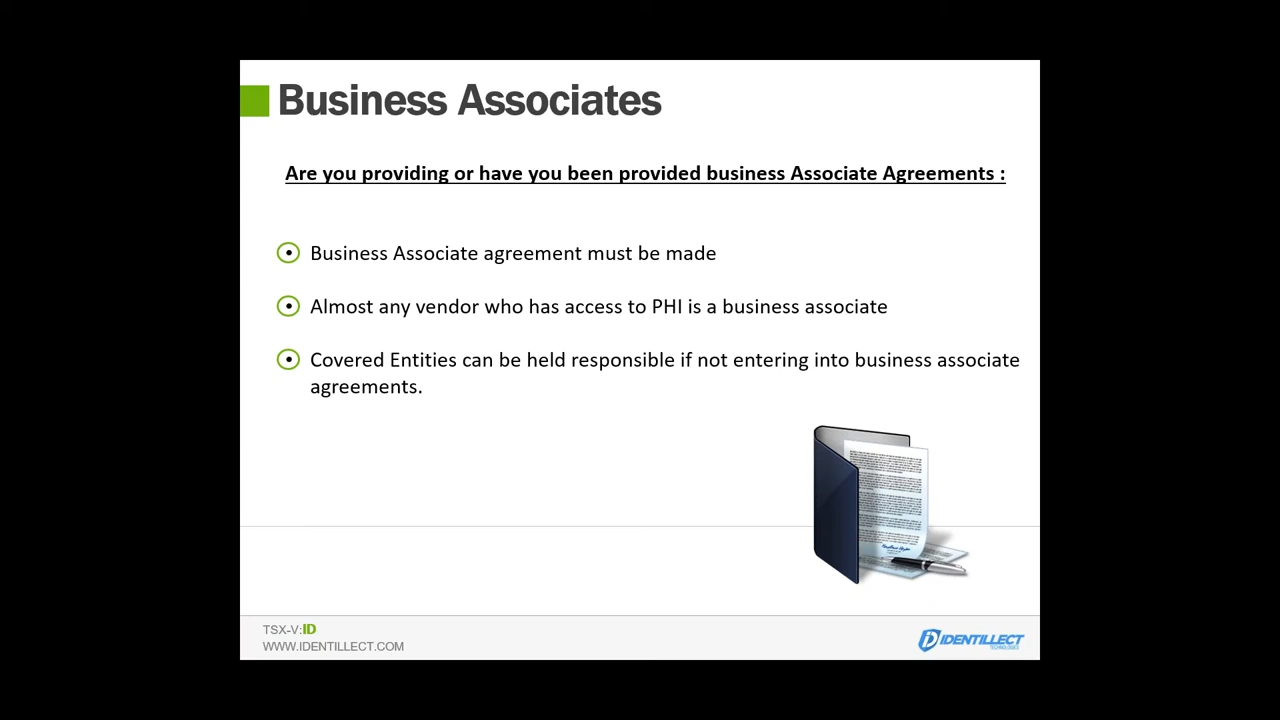 Business Associates
Are you providing or have you been provided business Associate Agreements :
Business Associate agreement must be made
Almost any vendor who has access to PHI is a business associate
Covered Entities can be held responsible if not entering into business associate
agreements.
TSX-V:ID
WWW.IDENTILLECT.COM
IDENTILLECT
TECHNOLOGIES